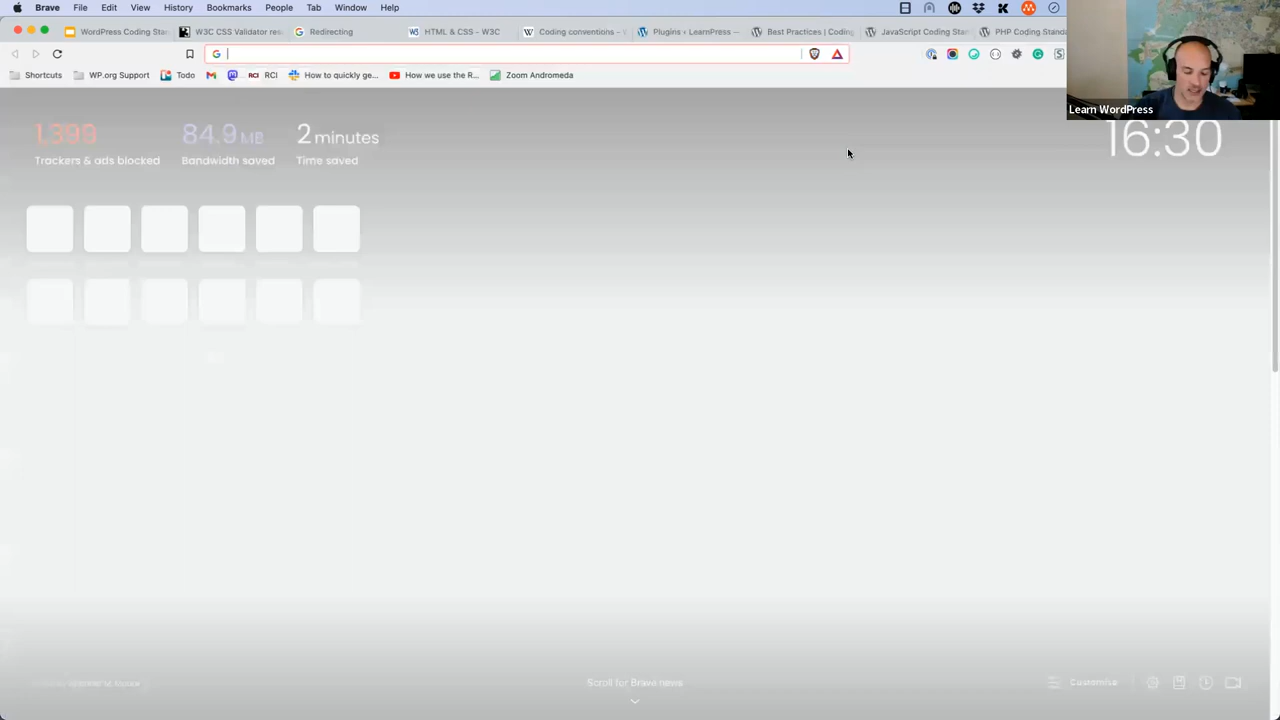 Brave File Edit View History Bookmarks People Tab Window Help
WordPress Coding Stan W3C CSS Validator res Redirecting HTML & CSS - W3C Coding conventions – Plugins ‹ LearnPress — Best Practices | Coding JavaScript Coding Stan PHP Coding Standa
Shortcuts WP.org Support Todo RCI RCI How to quickly ge... How we use the R... Zoom Andromeda
Learn WordPress
1,399 84.9 MB 2 minutes 16:30
Trackers & ads blocked Bandwidth saved Time saved
Scroll for Brave news Customise